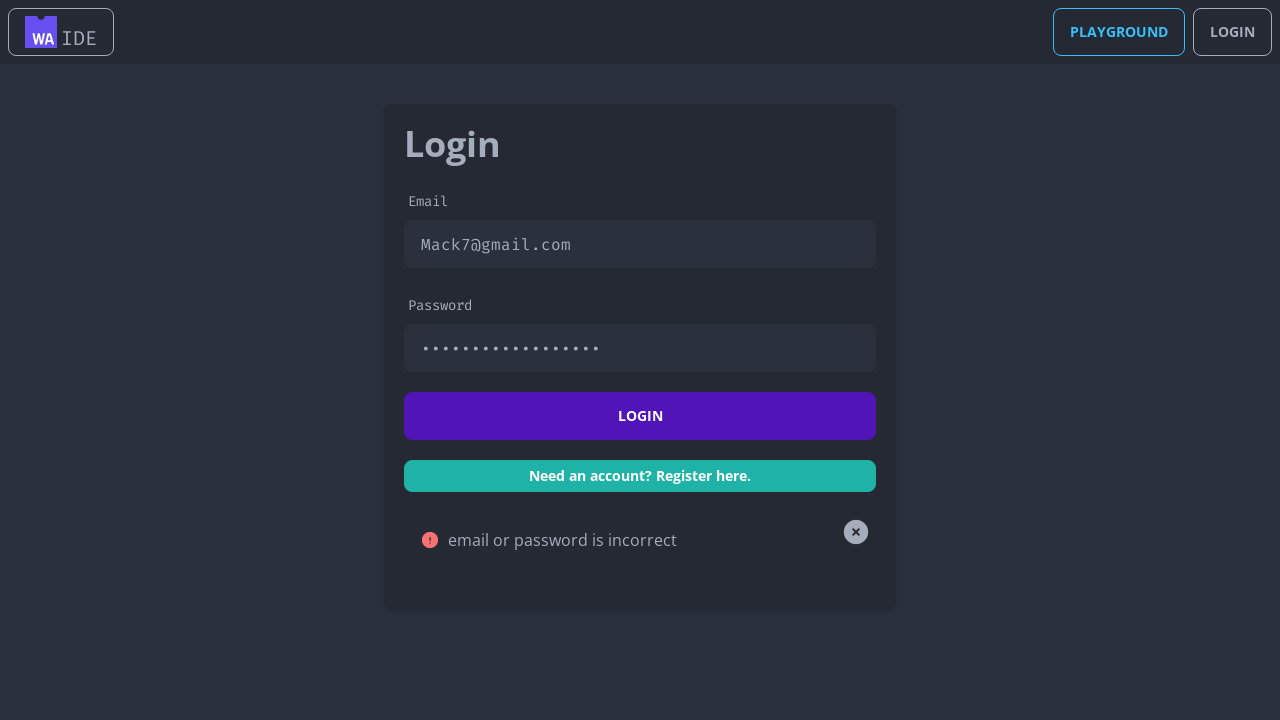 WA IDE
PLAYGROUND
LOGIN
Login
Email
Mack7@gmail.com
Password
••••••••••••••••••
LOGIN
Need an account? Register here.
email or password is incorrect